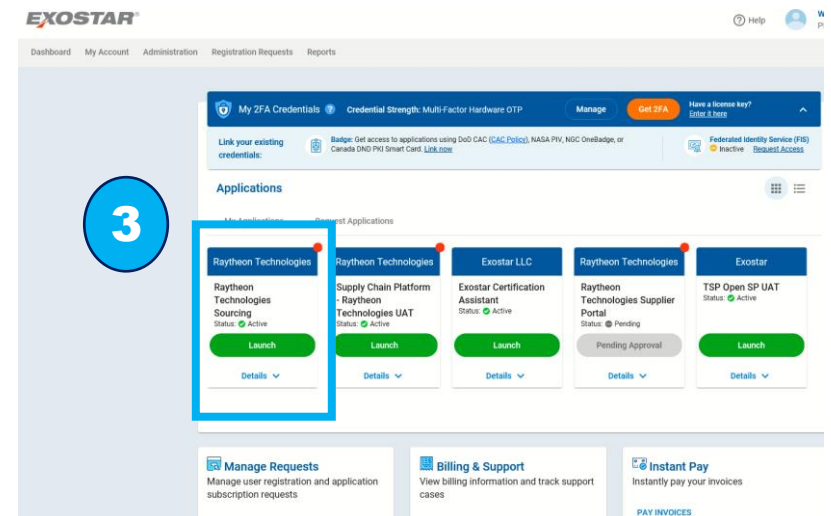 EXOSTAR®
Help
Dashboard My Account Administration Registration Requests Reports
My 2FA Credentials ? Credential Strength: Multi-Factor Hardware OTP Manage Get 2FA Have a license key?
Enter it here
Link your existing
credentials:
Badge: Get access to applications using DoD CAC (CAC Policy), NASA PIV, NGC OneBadge, or
Canada DND PKI Smart Card. Link now
Federated Identity Service (FIS)
Inactive Request Access
Applications
My Applications Request Applications
3
Raytheon Technologies
Raytheon
Technologies
Sourcing
Status: Active
Launch
Details
Raytheon Technologies
Supply Chain Platform
- Raytheon
Technologies UAT
Status: Active
Launch
Details
Exostar LLC
Exostar Certification
Assistant
Status: Active
Launch
Details
Raytheon Technologies
Raytheon
Technologies Supplier
Portal
Status: Pending
Pending Approval
Details
Exostar
TSP Open SP UAT
Status: Active
Launch
Details
Manage Requests
Manage user registration and application
subscription requests
Billing & Support
View billing information and track support
cases
Instant Pay
Instantly pay your invoices
PAY INVOICES